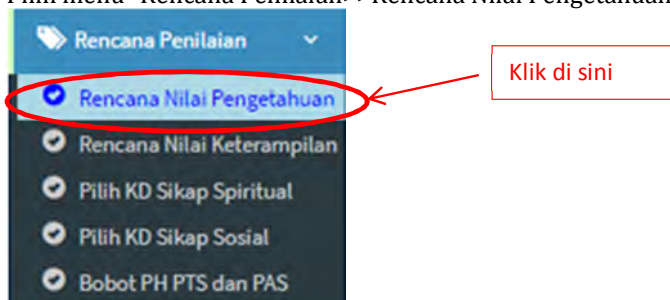 Rencana Penilaian
Klik di sini
Rencana Nilai Pengetahuan
Rencana Nilai Keterampilan
Pilih KD Sikap Spiritual
Pilih KD Sikap Sosial
Bobot PH PTS dan PAS